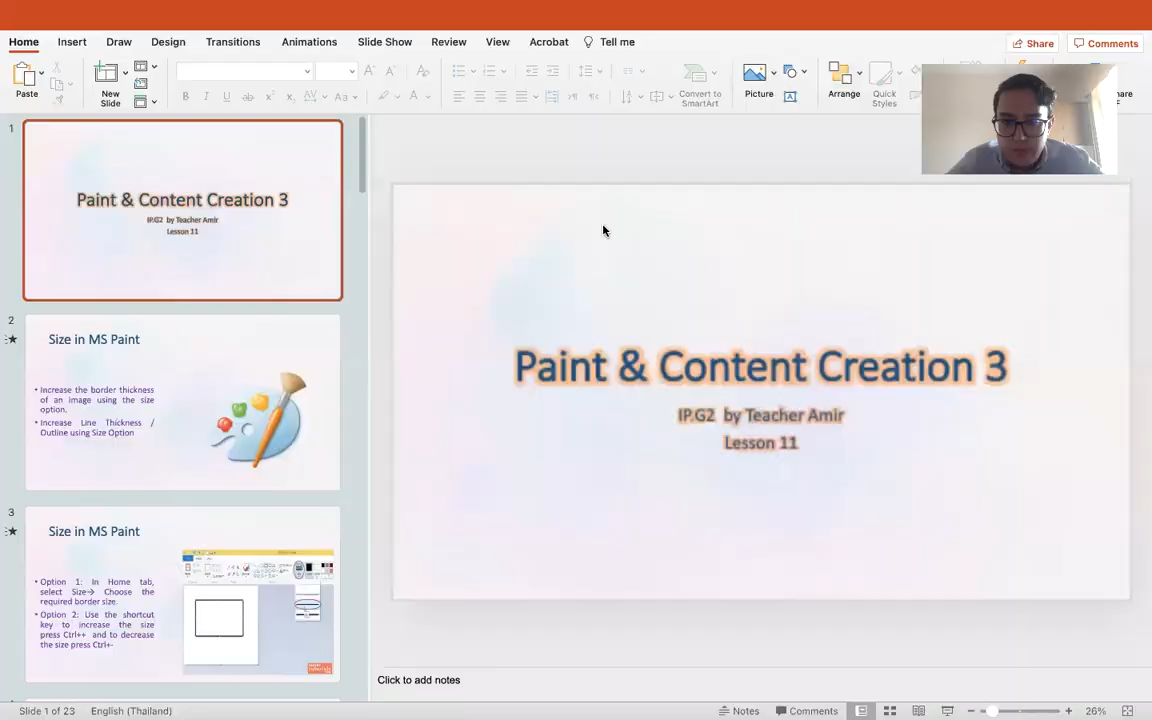 Home Insert Draw Design Transitions Animations Slide Show Review View Acrobat Tell me Share Comments
Paste New Slide Convert to SmartArt Picture Arrange Quick Styles
1
Paint & Content Creation 3
IP.G2 by Teacher Amir
Lesson 11
2
Size in MS Paint
• Increase the border thickness
of an image using the size
option.
• Increase Line Thickness /
Outline using Size Option
3
Size in MS Paint
• Option 1: In Home tab,
select Size→ Choose the
required border size.
• Option 2: Use the shortcut
key to increase the size
press Ctrl++ and to decrease
the size press Ctrl+-
Paint & Content Creation 3
IP.G2 by Teacher Amir
Lesson 11
Click to add notes
Slide 1 of 23 English (Thailand) Notes Comments 26%